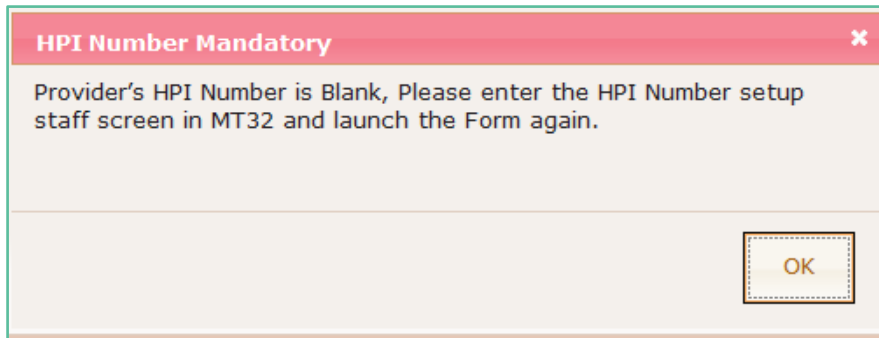 HPI Number Mandatory
Provider's HPI Number is Blank, Please enter the HPI Number setup
staff screen in MT32 and launch the Form again.
OK